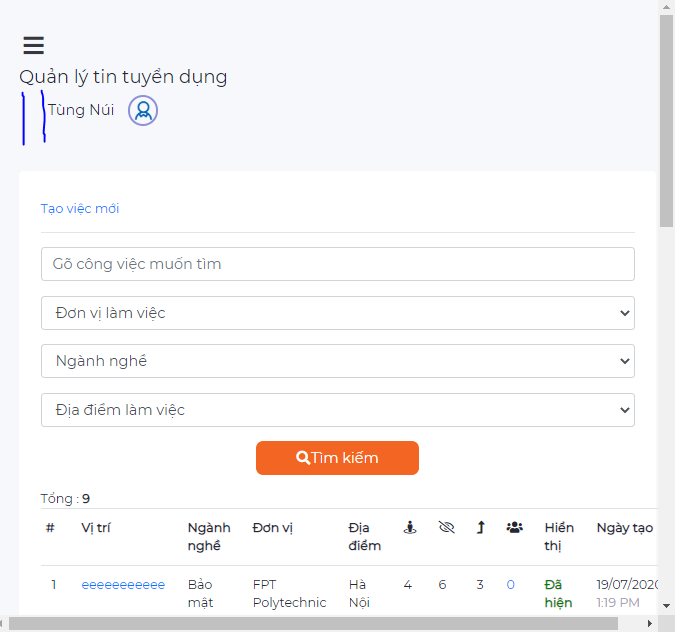 Quản lý tin tuyển dụng
Tùng Núi
Tạo việc mới
Gõ công việc muốn tìm
Đơn vị làm việc
Ngành nghề
Địa điểm làm việc
Tìm kiếm
Tổng : 9
# Vị trí Ngành nghề Đơn vị Địa điểm Hiển thị Ngày tạo
1 eeeeeeeeeee Bảo mật FPT Polytechnic Hà Nội 4 6 3 0 Đã hiện 19/07/2020
1:19 PM